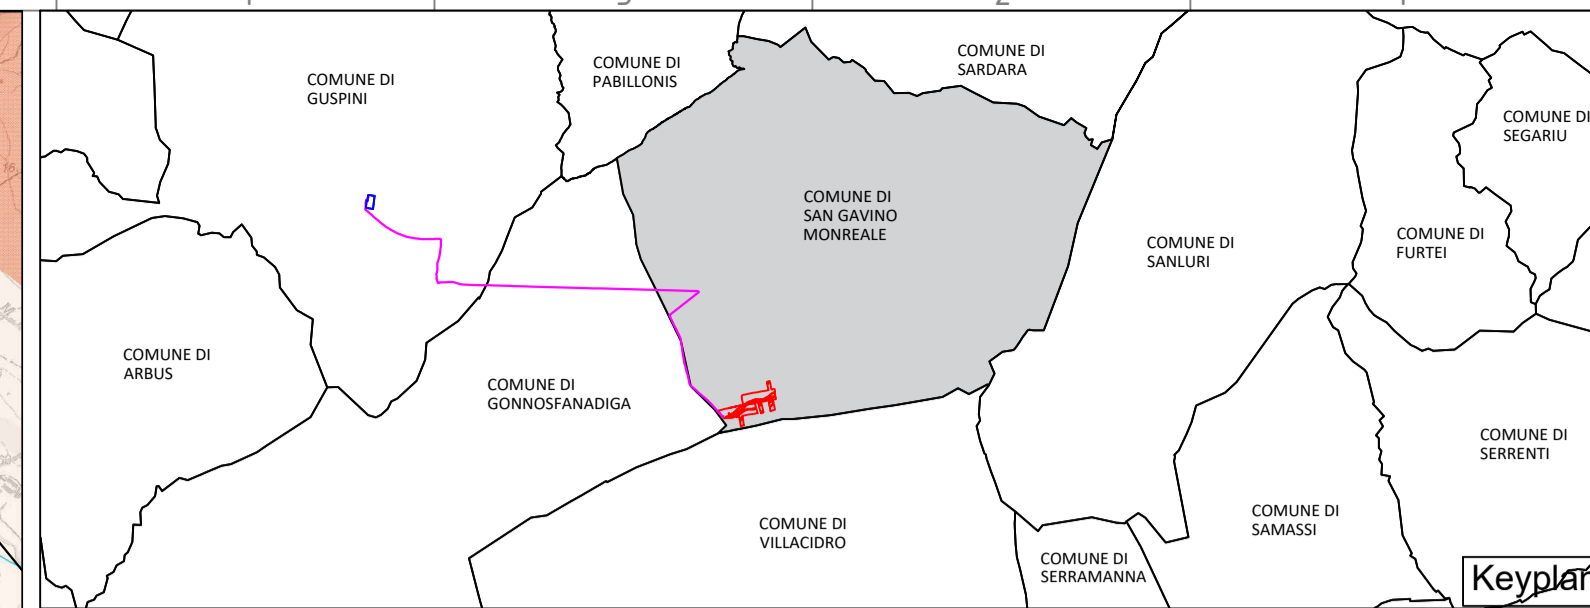 COMUNE DI
GUSPINI
COMUNE DI
PABILLONIS
COMUNE DI
SARDARA
COMUNE DI
SEGARIU
COMUNE DI
SAN GAVINO
MONREALE
COMUNE DI
SANLURI
COMUNE DI
FURTEI
COMUNE DI
ARBUS
COMUNE DI
GONNOSFANADIGA
COMUNE DI
SERRENTI
COMUNE DI
VILLACIDRO
COMUNE DI
SAMASSI
COMUNE DI
SERRAMANNA
Keyplan